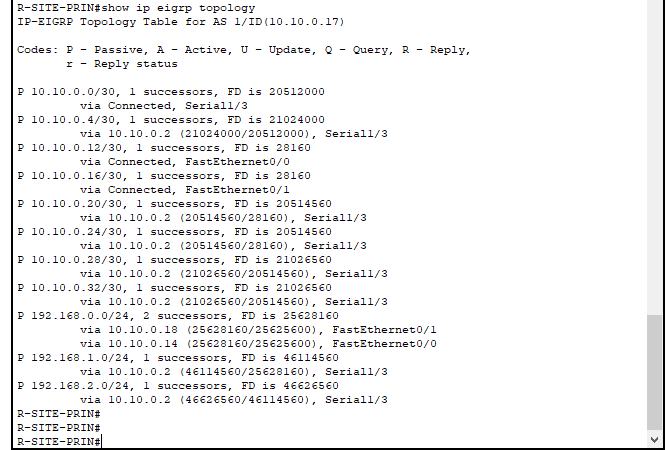 R-SITE-PRIN#show ip eigrp topology
IP-EIGRP Topology Table for AS 1/ID(10.10.0.17)
Codes: P - Passive, A - Active, U - Update, Q - Query, R - Reply,
r - Reply status
P 10.10.0.0/30, 1 successors, FD is 20512000
via Connected, Serial1/3
P 10.10.0.4/30, 1 successors, FD is 21024000
via 10.10.0.2 (21024000/20512000), Serial1/3
P 10.10.0.12/30, 1 successors, FD is 28160
via Connected, FastEthernet0/0
P 10.10.0.16/30, 1 successors, FD is 28160
via Connected, FastEthernet0/1
P 10.10.0.20/30, 1 successors, FD is 20514560
via 10.10.0.2 (20514560/28160), Serial1/3
P 10.10.0.24/30, 1 successors, FD is 20514560
via 10.10.0.2 (20514560/28160), Serial1/3
P 10.10.0.28/30, 1 successors, FD is 21026560
via 10.10.0.2 (21026560/20514560), Serial1/3
P 10.10.0.32/30, 1 successors, FD is 21026560
via 10.10.0.2 (21026560/20514560), Serial1/3
P 192.168.0.0/24, 2 successors, FD is 25628160
via 10.10.0.18 (25628160/25625600), FastEthernet0/1
via 10.10.0.14 (25628160/25625600), FastEthernet0/0
P 192.168.1.0/24, 1 successors, FD is 46114560
via 10.10.0.2 (46114560/25628160), Serial1/3
P 192.168.2.0/24, 1 successors, FD is 46626560
via 10.10.0.2 (46626560/46114560), Serial1/3
R-SITE-PRIN#
R-SITE-PRIN#
R-SITE-PRIN#